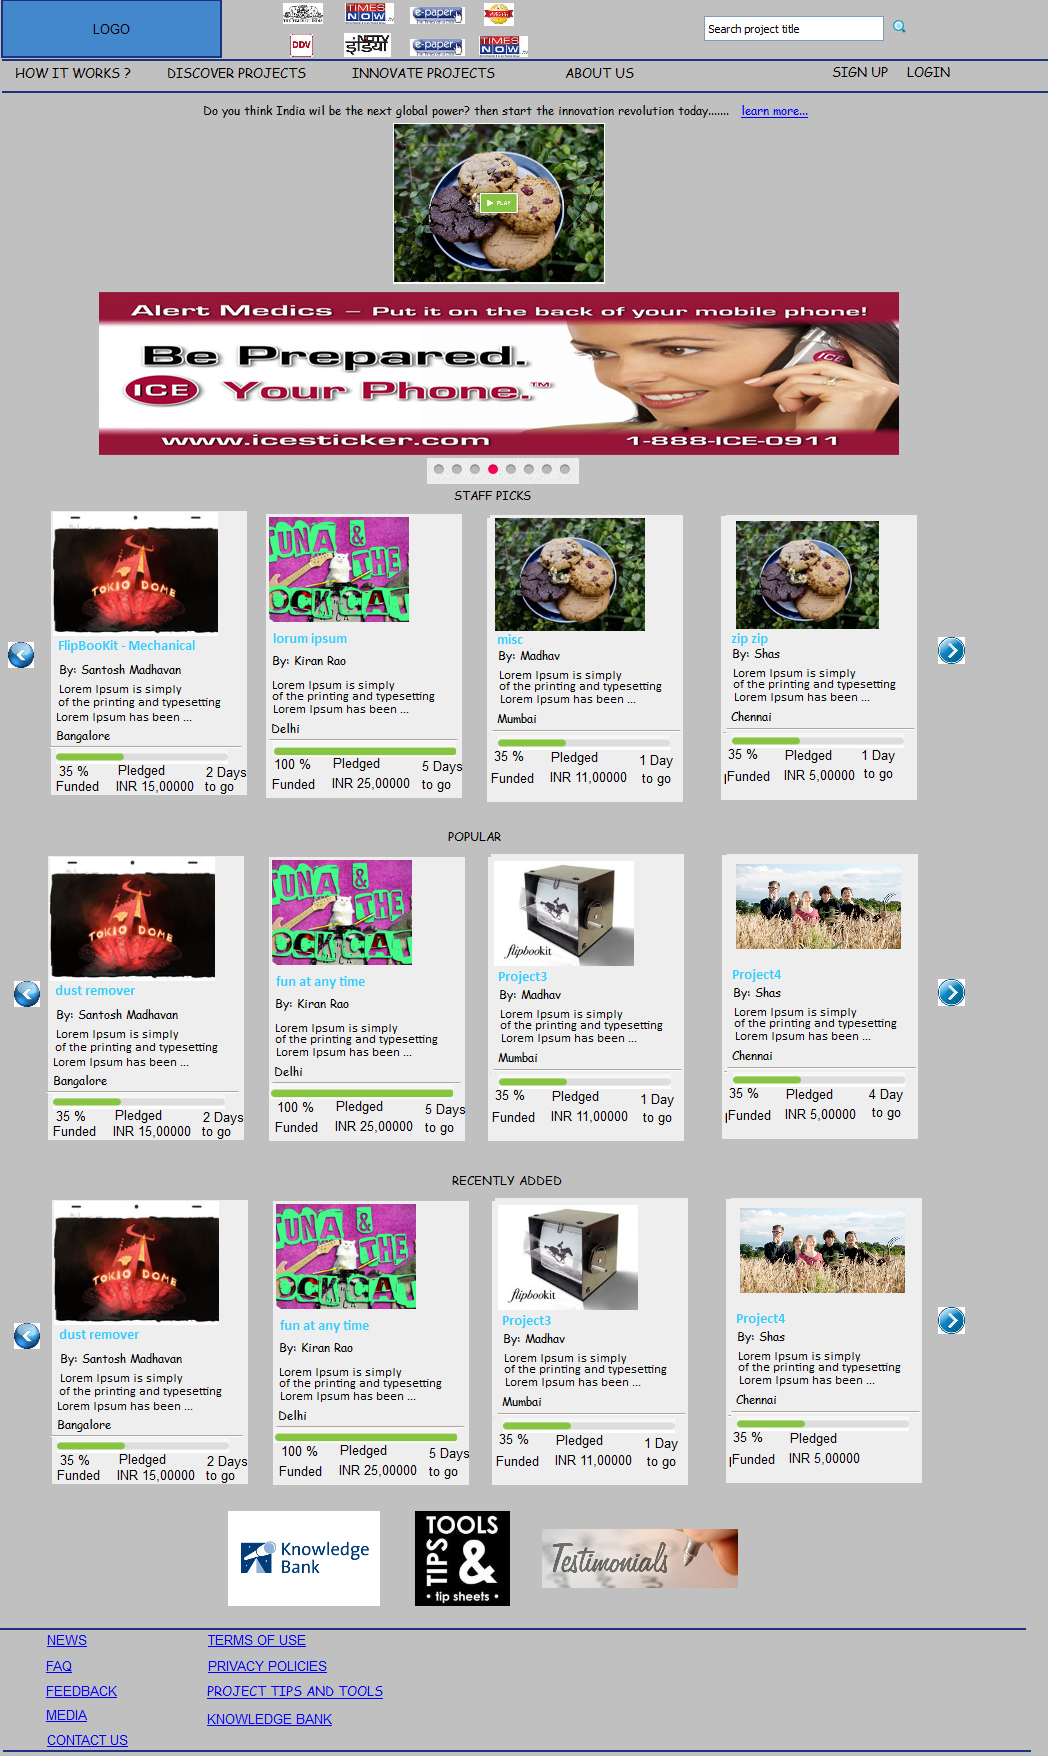 LOGO
TIMES
NOW
e-paper
DDV
NDTV
इंडिया
e-paper
TIMES
NOW
Search project title
HOW IT WORKS ?
DISCOVER PROJECTS
INNOVATE PROJECTS
ABOUT US
SIGN UP
LOGIN
Do you think India wil be the next global power? then start the innovation revolution today....... learn more...
PLAY
Alert Medics – Put it on the back of your mobile phone!
Be Prepared.
ICE Your Phone.™
ICE
www.icesticker.com 1-888-ICE-0911
STAFF PICKS
TOKIO DOME
FlipBooKit - Mechanical
By: Santosh Madhavan
Lorem Ipsum is simply
of the printing and typesetting
Lorem Ipsum has been ...
Bangalore
35 % Pledged 2 Days
Funded INR 15,00000 to go
TUNA &
THE
OCK CAT
lorum ipsum
By: Kiran Rao
Lorem Ipsum is simply
of the printing and typesetting
Lorem Ipsum has been ...
Delhi
100 % Pledged 5 Days
Funded INR 25,00000 to go
misc
By: Madhav
Lorem Ipsum is simply
of the printing and typesetting
Lorem Ipsum has been ...
Mumbai
35 % Pledged 1 Day
Funded INR 11,00000 to go
zip zip
By: Shas
Lorem Ipsum is simply
of the printing and typesetting
Lorem Ipsum has been ...
Chennai
35 % Pledged 1 Day
Funded INR 5,00000 to go
POPULAR
TOKIO DOME
dust remover
By: Santosh Madhavan
Lorem Ipsum is simply
of the printing and typesetting
Lorem Ipsum has been ...
Bangalore
35 % Pledged 2 Days
Funded INR 15,00000 to go
TUNA &
THE
OCK CAT
fun at any time
By: Kiran Rao
Lorem Ipsum is simply
of the printing and typesetting
Lorem Ipsum has been ...
Delhi
100 % Pledged 5 Days
Funded INR 25,00000 to go
flipbookit
Project3
By: Madhav
Lorem Ipsum is simply
of the printing and typesetting
Lorem Ipsum has been ...
Mumbai
35 % Pledged 1 Day
Funded INR 11,00000 to go
Project4
By: Shas
Lorem Ipsum is simply
of the printing and typesetting
Lorem Ipsum has been ...
Chennai
35 % Pledged 4 Day
Funded INR 5,00000 to go
RECENTLY ADDED
TOKIO DOME
dust remover
By: Santosh Madhavan
Lorem Ipsum is simply
of the printing and typesetting
Lorem Ipsum has been ...
Bangalore
35 % Pledged 2 Days
Funded INR 15,00000 to go
TUNA &
THE
OCK CAT
fun at any time
By: Kiran Rao
Lorem Ipsum is simply
of the printing and typesetting
Lorem Ipsum has been ...
Delhi
100 % Pledged 5 Days
Funded INR 25,00000 to go
flipbookit
Project3
By: Madhav
Lorem Ipsum is simply
of the printing and typesetting
Lorem Ipsum has been ...
Mumbai
35 % Pledged 1 Day
Funded INR 11,00000 to go
Project4
By: Shas
Lorem Ipsum is simply
of the printing and typesetting
Lorem Ipsum has been ...
Chennai
35 % Pledged
Funded INR 5,00000
Knowledge
Bank
TIPS
TOOLS
&
• tip sheets •
Testimonials
NEWS
FAQ
FEEDBACK
MEDIA
CONTACT US
TERMS OF USE
PRIVACY POLICIES
PROJECT TIPS AND TOOLS
KNOWLEDGE BANK